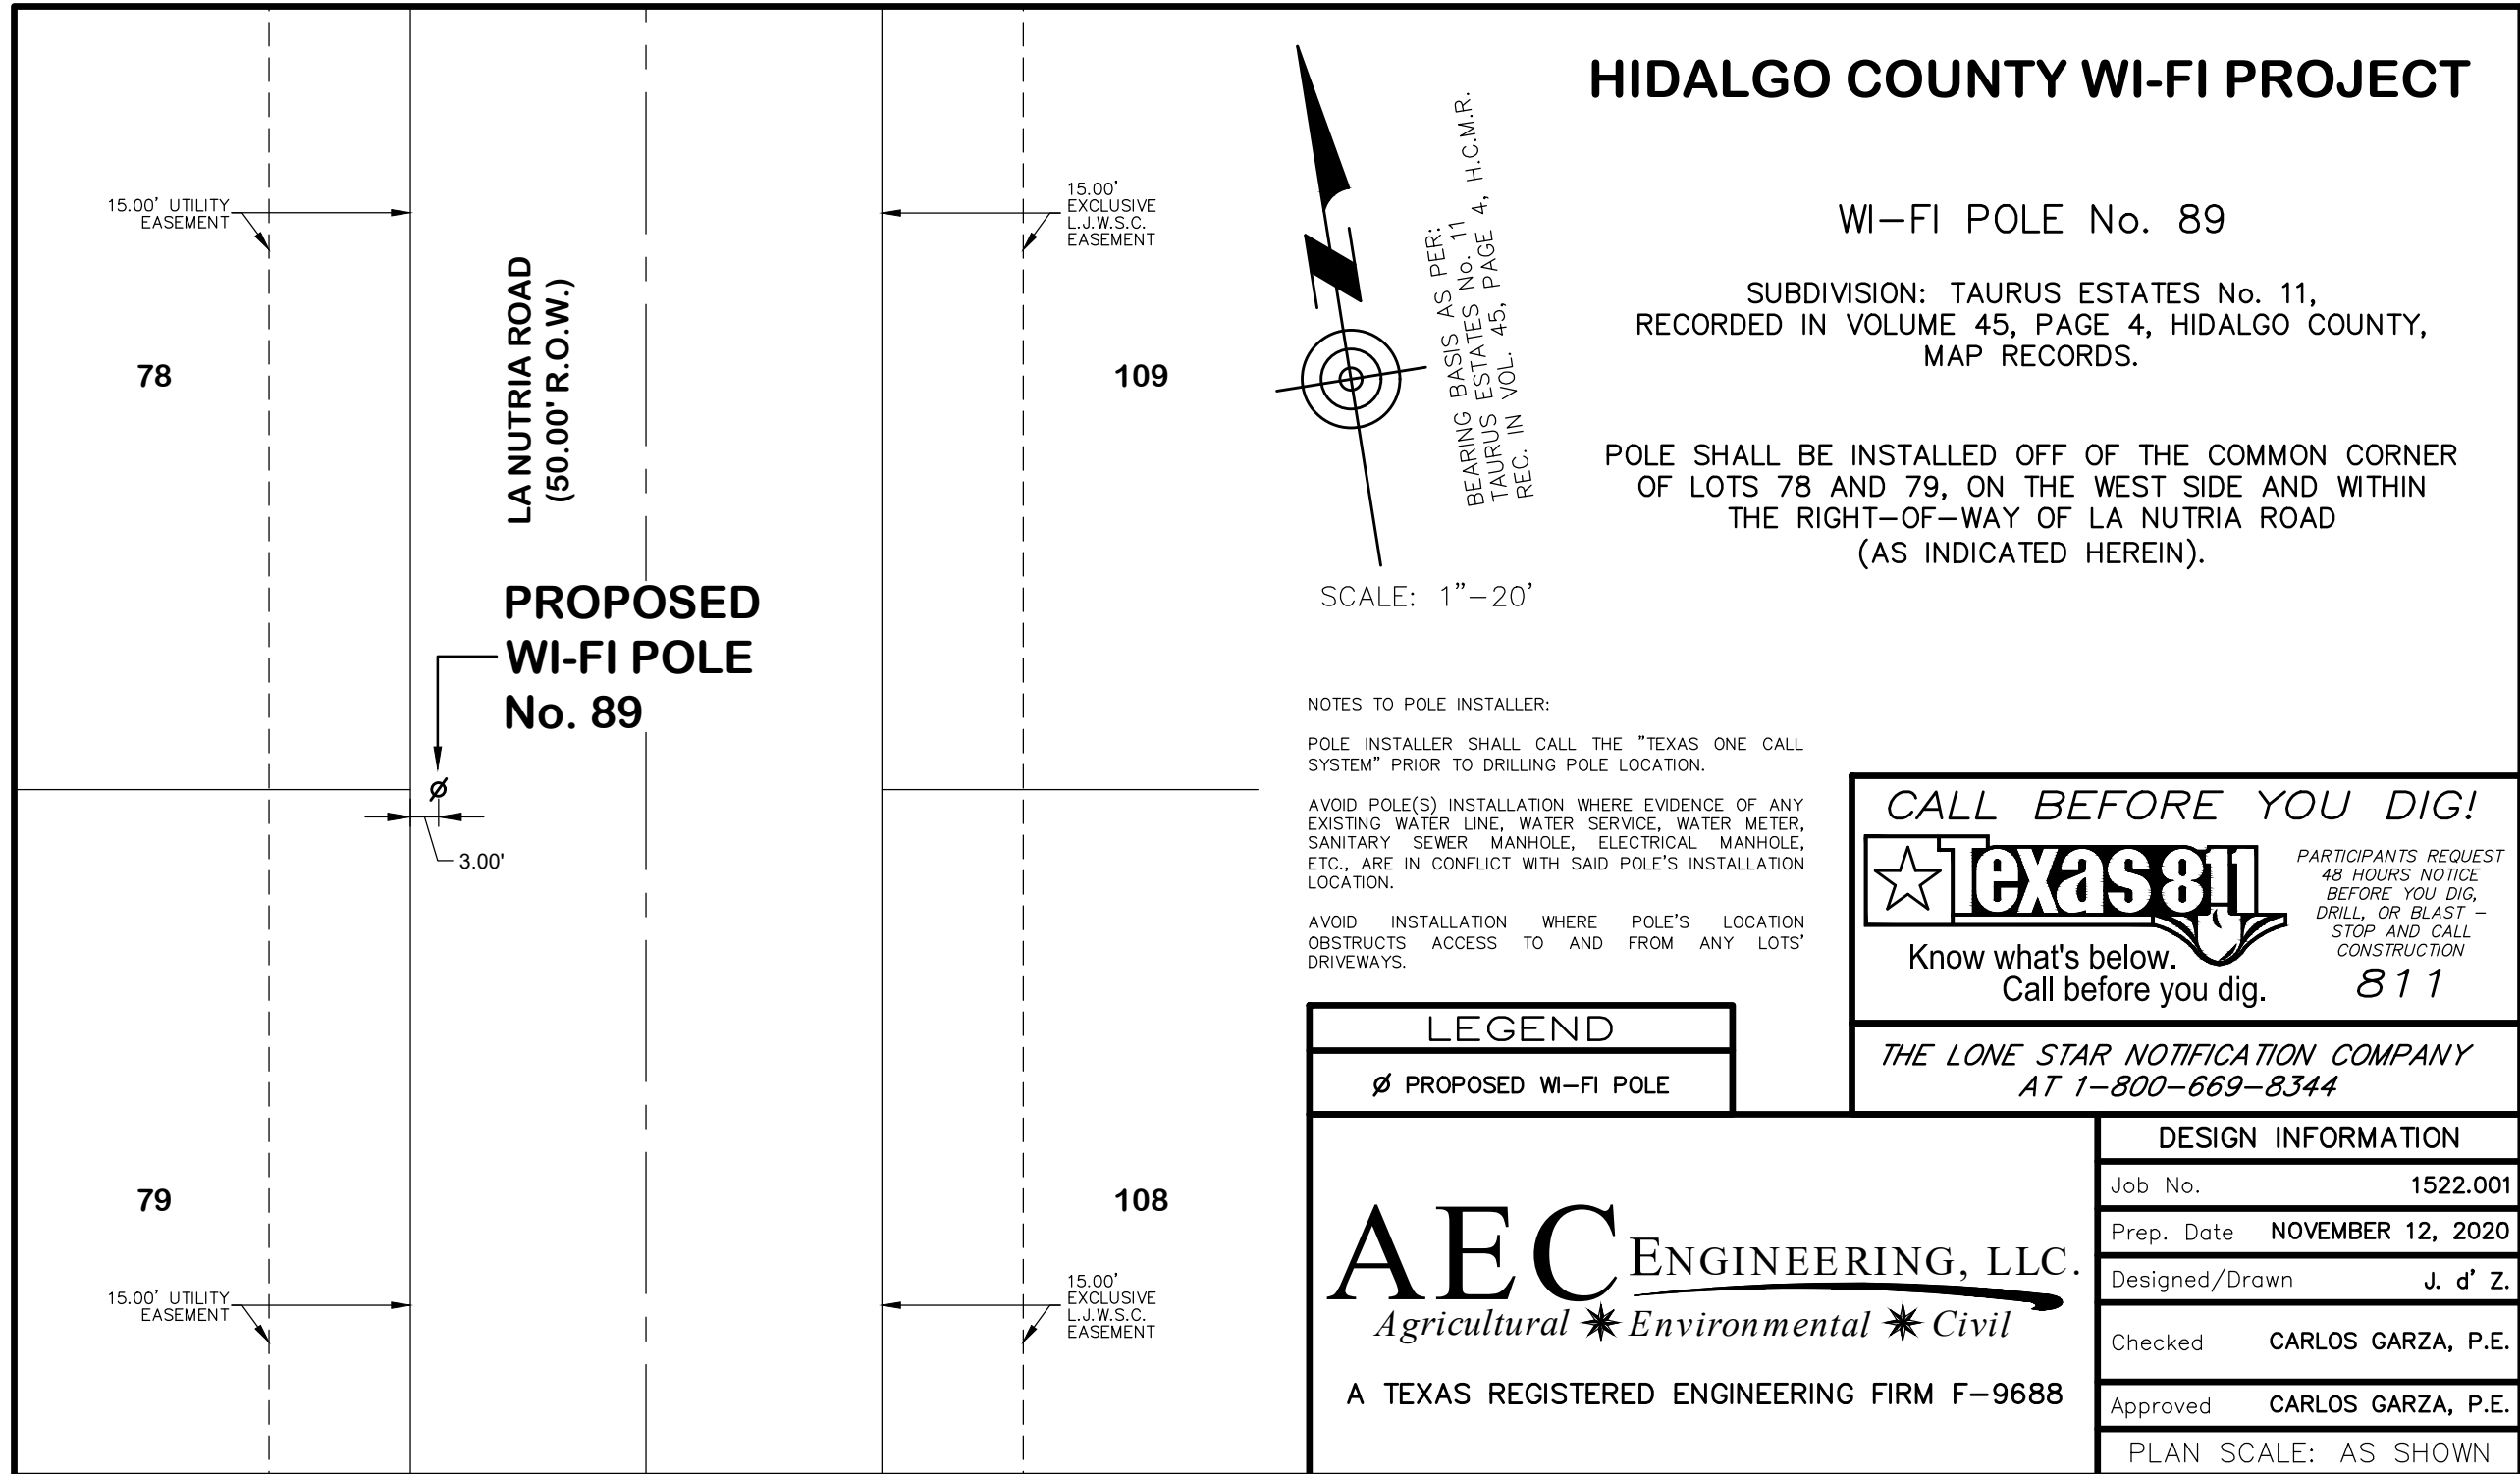 HIDALGO COUNTY WI-FI PROJECT
WI-FI POLE No. 89
SUBDIVISION: TAURUS ESTATES No. 11,
RECORDED IN VOLUME 45, PAGE 4, HIDALGO COUNTY,
MAP RECORDS.
POLE SHALL BE INSTALLED OFF OF THE COMMON CORNER
OF LOTS 78 AND 79, ON THE WEST SIDE AND WITHIN
THE RIGHT-OF-WAY OF LA NUTRIA ROAD
(AS INDICATED HEREIN).
15.00' UTILITY
EASEMENT
15.00'
EXCLUSIVE
L.J.W.S.C.
EASEMENT
LA NUTRIA ROAD
(50.00' R.O.W.)
78
109
BEARING BASIS AS PER:
TAURUS ESTATES No. 11
REC. IN VOL. 45, PAGE 4, H.C.M.R.
SCALE: 1"-20'
PROPOSED
WI-FI POLE
No. 89
3.00'
79
108
15.00' UTILITY
EASEMENT
15.00'
EXCLUSIVE
L.J.W.S.C.
EASEMENT
NOTES TO POLE INSTALLER:
POLE INSTALLER SHALL CALL THE "TEXAS ONE CALL
SYSTEM" PRIOR TO DRILLING POLE LOCATION.
AVOID POLE(S) INSTALLATION WHERE EVIDENCE OF ANY
EXISTING WATER LINE, WATER SERVICE, WATER METER,
SANITARY SEWER MANHOLE, ELECTRICAL MANHOLE,
ETC., ARE IN CONFLICT WITH SAID POLE'S INSTALLATION
LOCATION.
AVOID INSTALLATION WHERE POLE'S LOCATION
OBSTRUCTS ACCESS TO AND FROM ANY LOTS'
DRIVEWAYS.
CALL BEFORE YOU DIG!
Texas811
Know what's below.
Call before you dig.
PARTICIPANTS REQUEST
48 HOURS NOTICE
BEFORE YOU DIG,
DRILL, OR BLAST -
STOP AND CALL
CONSTRUCTION
811
THE LONE STAR NOTIFICATION COMPANY
AT 1-800-669-8344
LEGEND
Ø PROPOSED WI-FI POLE
AEC ENGINEERING, LLC.
Agricultural Environmental Civil
A TEXAS REGISTERED ENGINEERING FIRM F-9688
DESIGN INFORMATION
Job No. 1522.001
Prep. Date NOVEMBER 12, 2020
Designed/Drawn J. d' Z.
Checked CARLOS GARZA, P.E.
Approved CARLOS GARZA, P.E.
PLAN SCALE: AS SHOWN